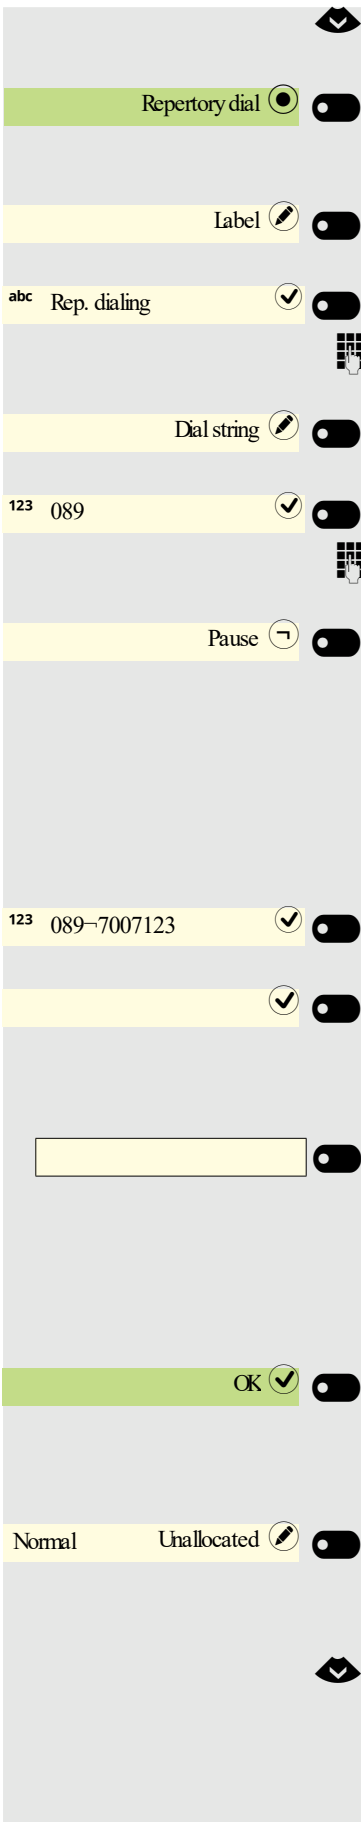 Repertory dial
Label
abc Rep. dialing
Dial string
123 089
Pause ¬
123 089¬7007123
OK
Normal Unallocated